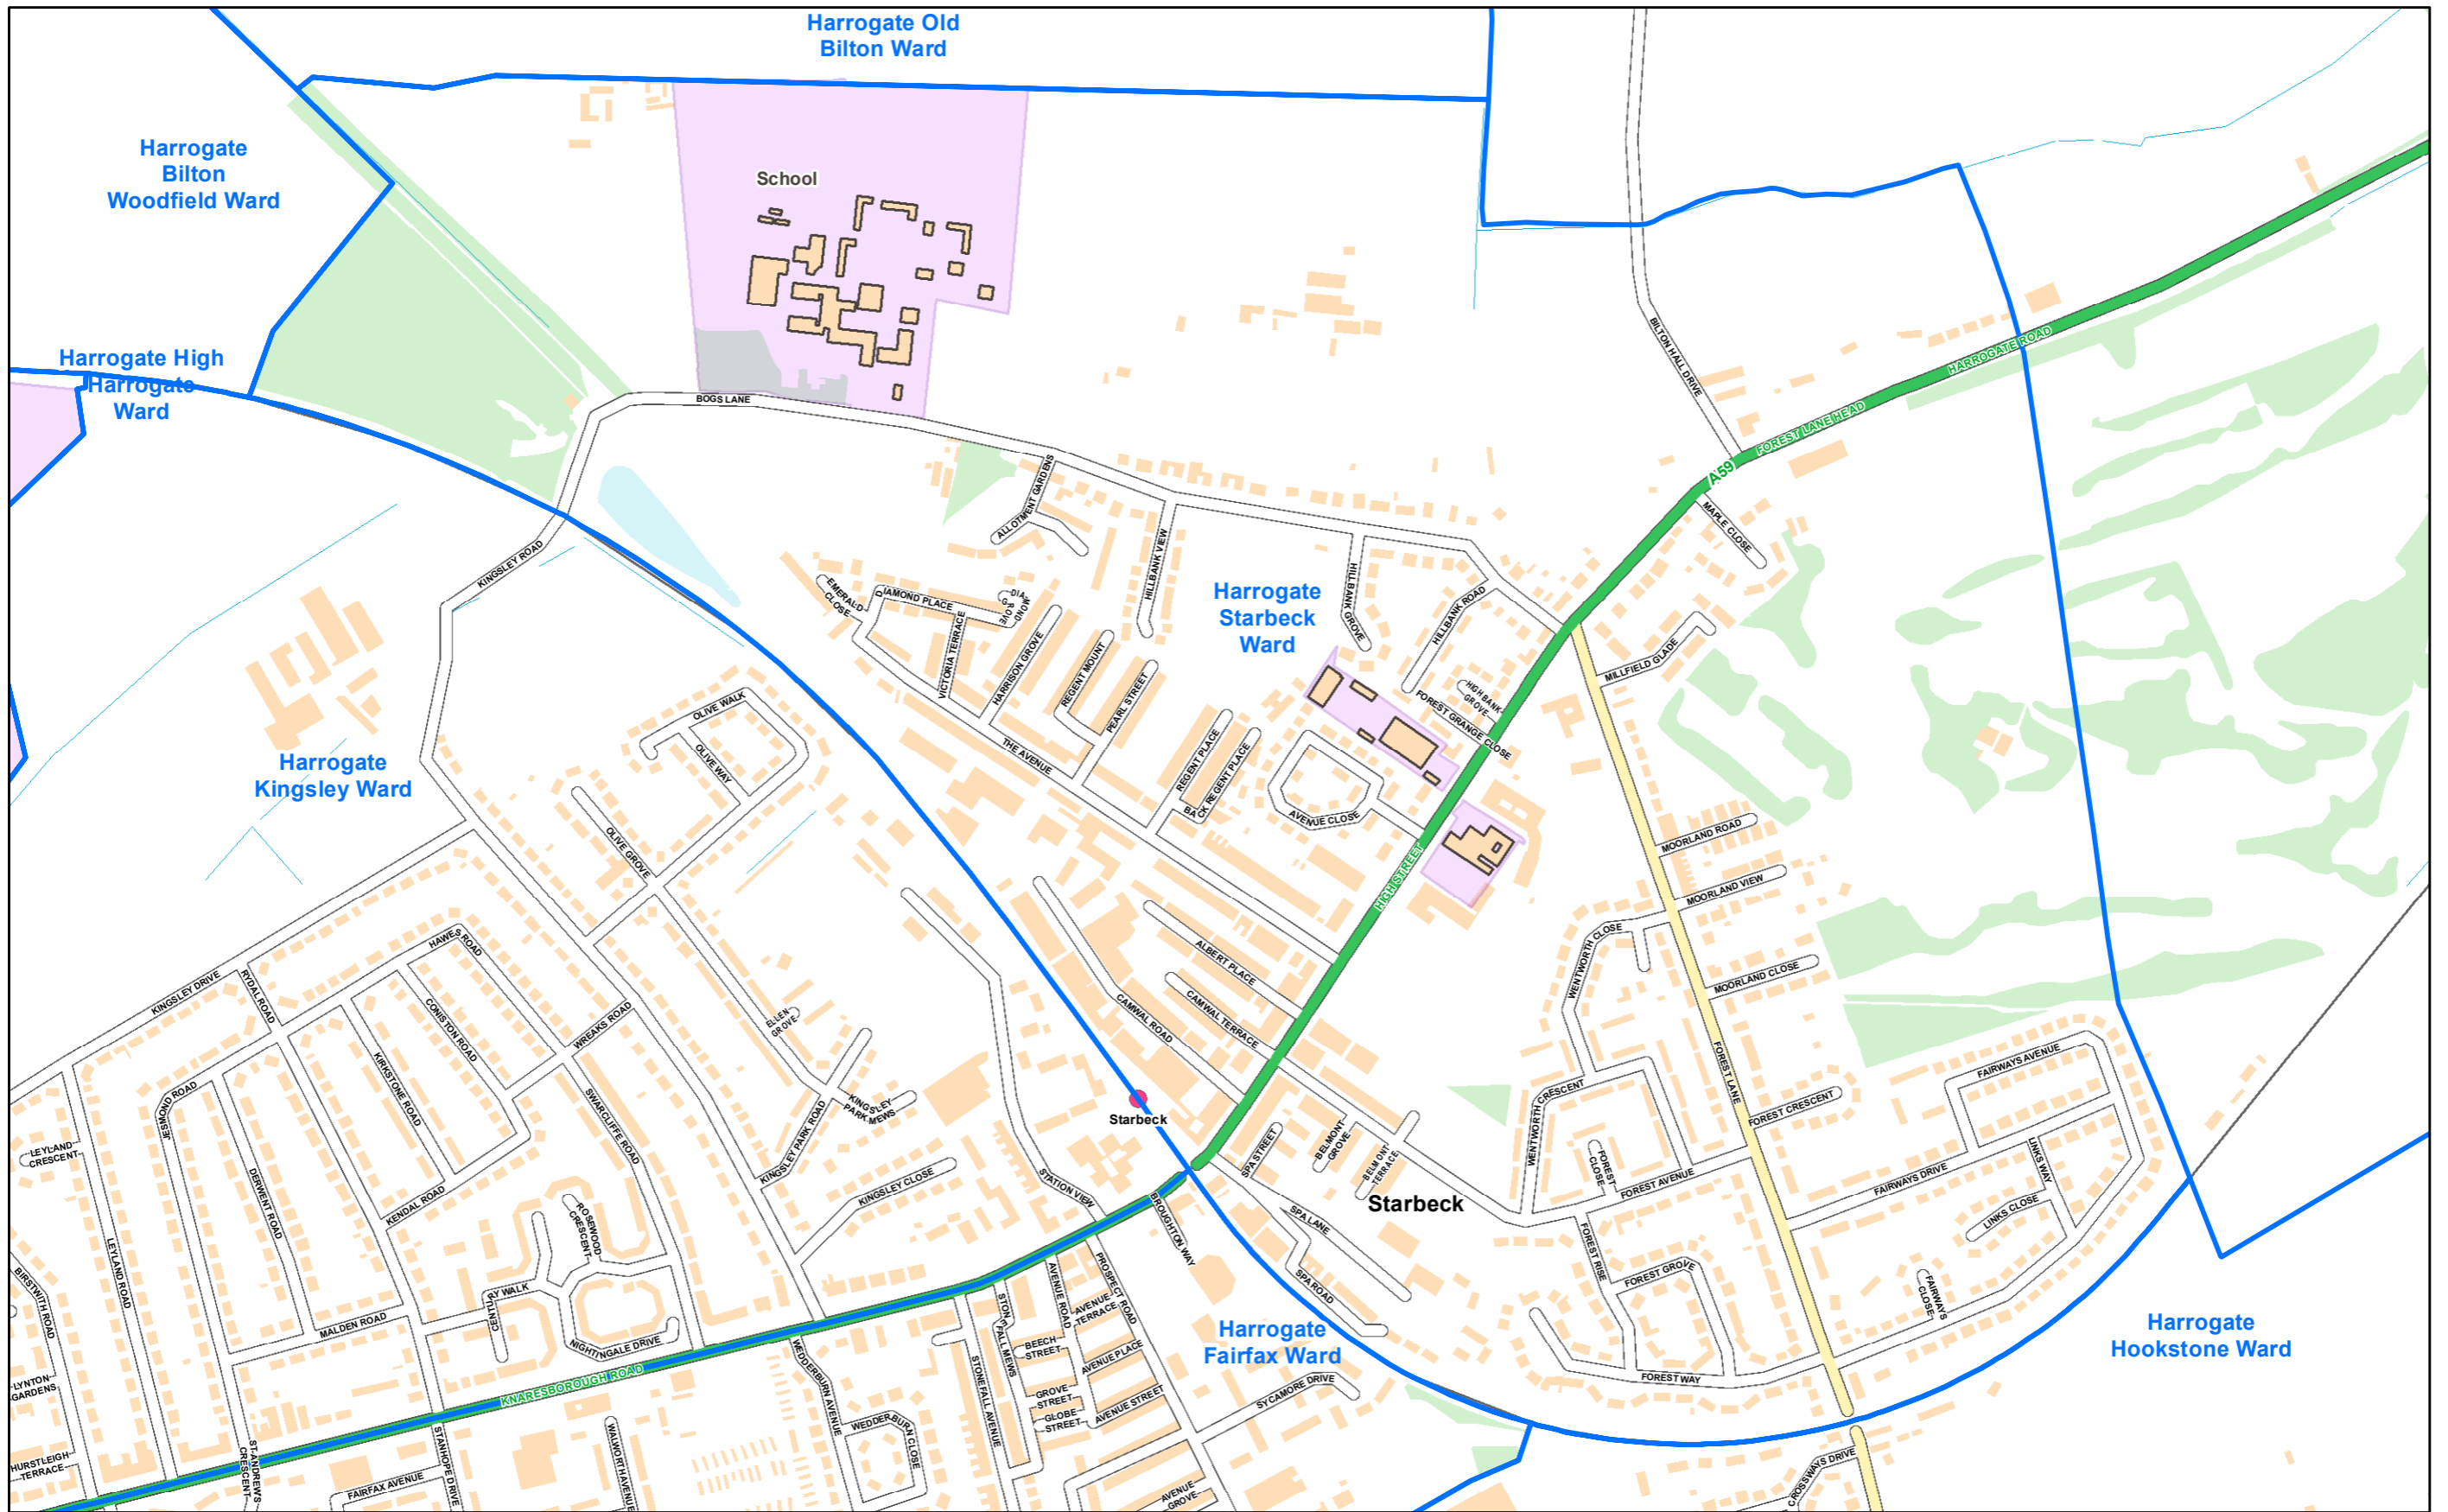 Harrogate Old
Bilton Ward
Harrogate
Bilton
Woodfield Ward
School
Harrogate High
Harrogate
Ward
BOGS LANE
BILTON HALL DRIVE
HARROGATE ROAD
FOREST LANE HEAD
A59
MAPLE CLOSE
ALLOTMENT GARDENS
KINGSLEY ROAD
HILLBANK VIEW
HILLBANK GROVE
HILLBANK ROAD
EMERALD
CLOSE
DIAMOND PLACE
DIAMOND
GROVE
VICTORIA TERRACE
HARRISON GROVE
REGENT MOUNT
PEARL STREET
Harrogate
Starbeck
Ward
MILLFIELD GLADE
HIGH BANK
GROVE
FOREST GRANGE CLOSE
OLIVE WALK
OLIVE WAY
THE AVENUE
REGENT PLACE
BACK REGENT PLACE
AVENUE CLOSE
Harrogate
Kingsley Ward
OLIVE GROVE
HIGH STREET
MOORLAND ROAD
MOORLAND VIEW
WENTWORTH CLOSE
MOORLAND CLOSE
HAWES ROAD
KINGSLEY DRIVE
RYDAL ROAD
CONISTON ROAD
KIRKSTONE ROAD
WREAKS ROAD
ELLEN
GROVE
ALBERT PLACE
CAMWAL TERRACE
CAMWAL ROAD
FOREST LANE
FAIRWAYS AVENUE
JESMOND ROAD
SWARCLIFFE ROAD
KINGSLEY
PARK MEWS
KINGSLEY PARK ROAD
Starbeck
WENTWORTH CRESCENT
FOREST CRESCENT
LEYLAND
CRESCENT
DERWENT ROAD
KENDAL ROAD
KINGSLEY CLOSE
STATION VIEW
SPA STREET
BELMONT
GROVE
BELMONT
TERRACE
Starbeck
FOREST
CLOSE
FOREST AVENUE
FAIRWAYS DRIVE
LINKS WAY
LINKS CLOSE
BROUGHTON WAY
ROSEWOOD
CRESCENT
LEYLAND ROAD
BIRSTWITH ROAD
SPA LANE
SPA ROAD
FOREST RISE
FOREST GROVE
FAIRWAYS
CLOSE
CENTURY WALK
MALDEN ROAD
NIGHTINGALE DRIVE
PROSPECT ROAD
AVENUE ROAD
AVENUE
TERRACE
STONEFALL MEWS
BEECH
STREET
AVENUE PLACE
Harrogate
Fairfax Ward
Harrogate
Hookstone Ward
KNARESBOROUGH ROAD
WEDDERBURN AVENUE
STONEFALL AVENUE
GROVE
STREET
GLOBE
STREET
AVENUE STREET
SYCAMORE DRIVE
FOREST WAY
LYNTON
GARDENS
HURSTLEIGH
TERRACE
ST. ANDREWS
CRESCENT
STANHOPE DRIVE
FAIRFAX AVENUE
WALWORTH AVENUE
WEDDERBURN CLOSE
AVENUE
GROVE
CROSSWAYS DRIVE